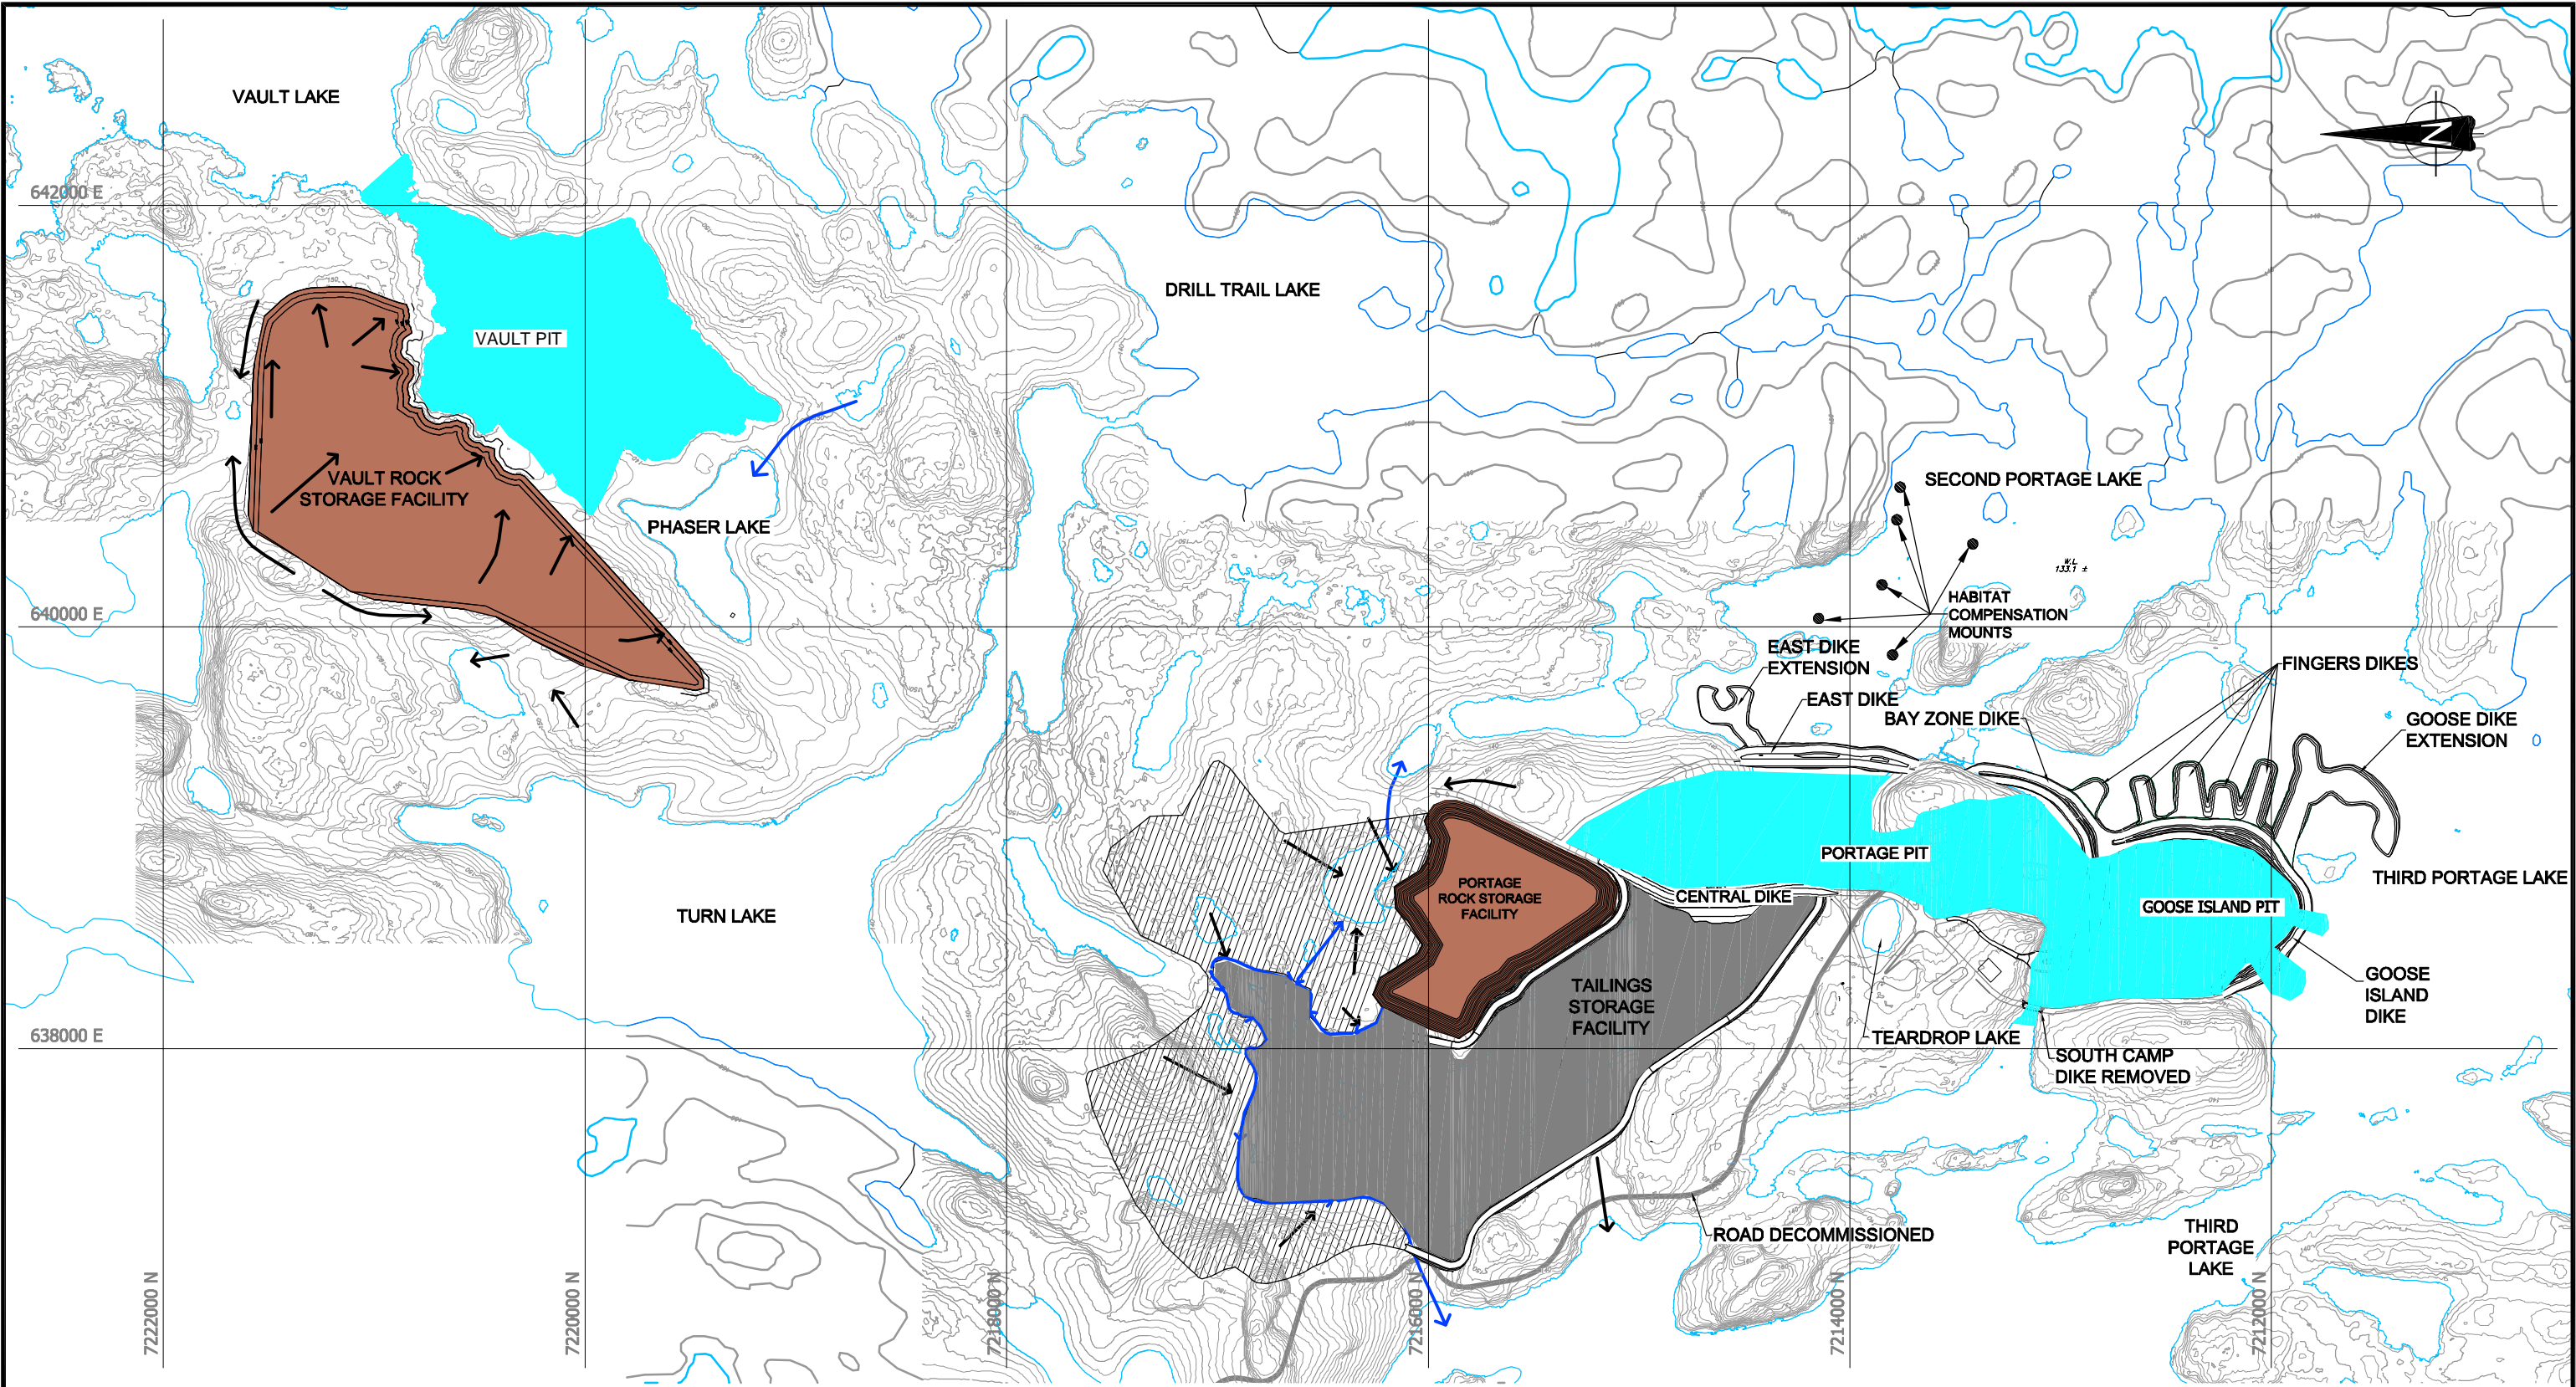 VAULT LAKE
N
642000 E
DRILL TRAIL LAKE
VAULT PIT
VAULT ROCK
STORAGE FACILITY
SECOND PORTAGE LAKE
PHASER LAKE
W.L.
133.1 ±
HABITAT
COMPENSATION
MOUNTS
640000 E
EAST DIKE
EXTENSION
FINGERS DIKES
EAST DIKE
BAY ZONE DIKE
GOOSE DIKE
EXTENSION
PORTAGE PIT
THIRD PORTAGE LAKE
PORTAGE
ROCK STORAGE
FACILITY
CENTRAL DIKE
GOOSE ISLAND PIT
TURN LAKE
TAILINGS
STORAGE
FACILITY
GOOSE
ISLAND
DIKE
638000 E
TEARDROP LAKE
SOUTH CAMP
DIKE REMOVED
ROAD DECOMMISSIONED
THIRD
PORTAGE
LAKE
7222000 N
7220000 N
7218000 N
7216000 N
7214000 N
7212000 N